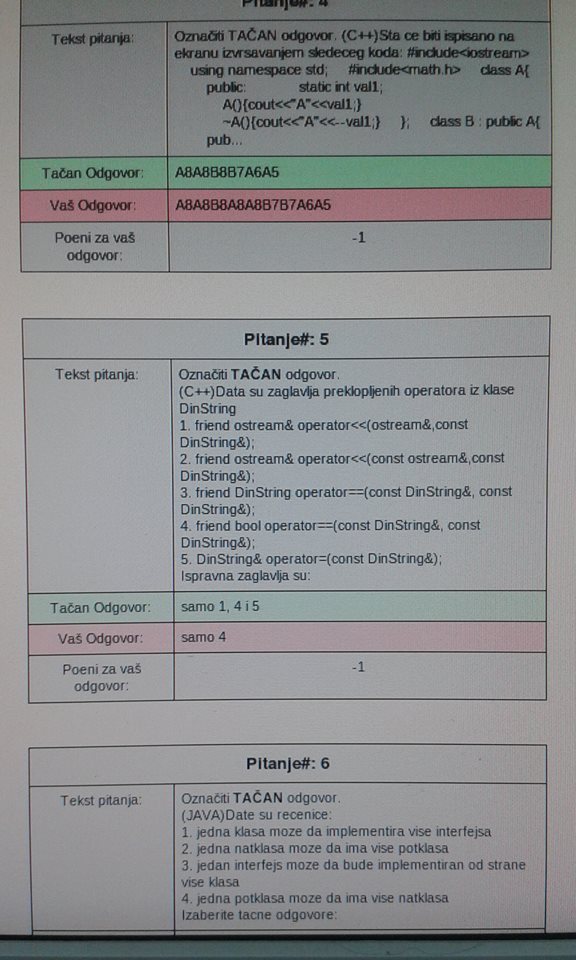 Pitanje#: 4
Tekst pitanja:
Označiti TAČAN odgovor. (C++)Sta ce biti ispisano na
ekranu izvrsavanjem sledeceg koda: #include<iostream>
using namespace std; #include<math.h> class A{
public: static int val1;
A(){cout<<"A"<<val1;}
~A(){cout<<"A"<<--val1;} }; class B : public A{
pub...
Tačan Odgovor:
A8A8B8B7A6A5
Vaš Odgovor:
A8A8B8A8A8B7B7A6A5
Poeni za vaš
odgovor:
-1
Pitanje#: 5
Tekst pitanja:
Označiti TAČAN odgovor.
(C++)Data su zaglavlja preklopljenih operatora iz klase
DinString
1. friend ostream& operator<<(ostream&,const
DinString&);
2. friend ostream& operator<<(const ostream&,const
DinString&);
3. friend DinString operator==(const DinString&, const
DinString&);
4. friend bool operator==(const DinString&, const
DinString&);
5. DinString& operator=(const DinString&);
Ispravna zaglavlja su:
Tačan Odgovor:
samo 1, 4 i 5
Vaš Odgovor:
samo 4
Poeni za vaš
odgovor:
-1
Pitanje#: 6
Tekst pitanja:
Označiti TAČAN odgovor.
(JAVA)Date su recenice:
1. jedna klasa moze da implementira vise interfejsa
2. jedna natklasa moze da ima vise potklasa
3. jedan interfejs moze da bude implementiran od strane
vise klasa
4. jedna potklasa moze da ima vise natklasa
Izaberite tacne odgovore: